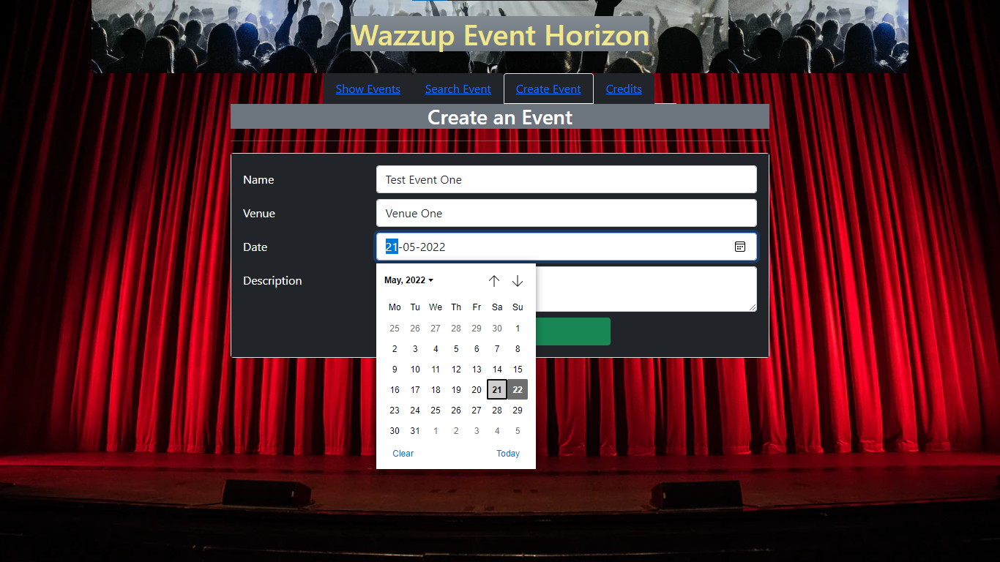 Wazzup Event Horizon
Show Events Search Event Create Event Credits
Create an Event
Name Test Event One
Venue Venue One
Date 21-05-2022
Description
May, 2022
Mo Tu We Th Fr Sa Su
25 26 27 28 29 30 1
2 3 4 5 6 7 8
9 10 11 12 13 14 15
16 17 18 19 20 21 22
23 24 25 26 27 28 29
30 31 1 2 3 4 5
Clear Today